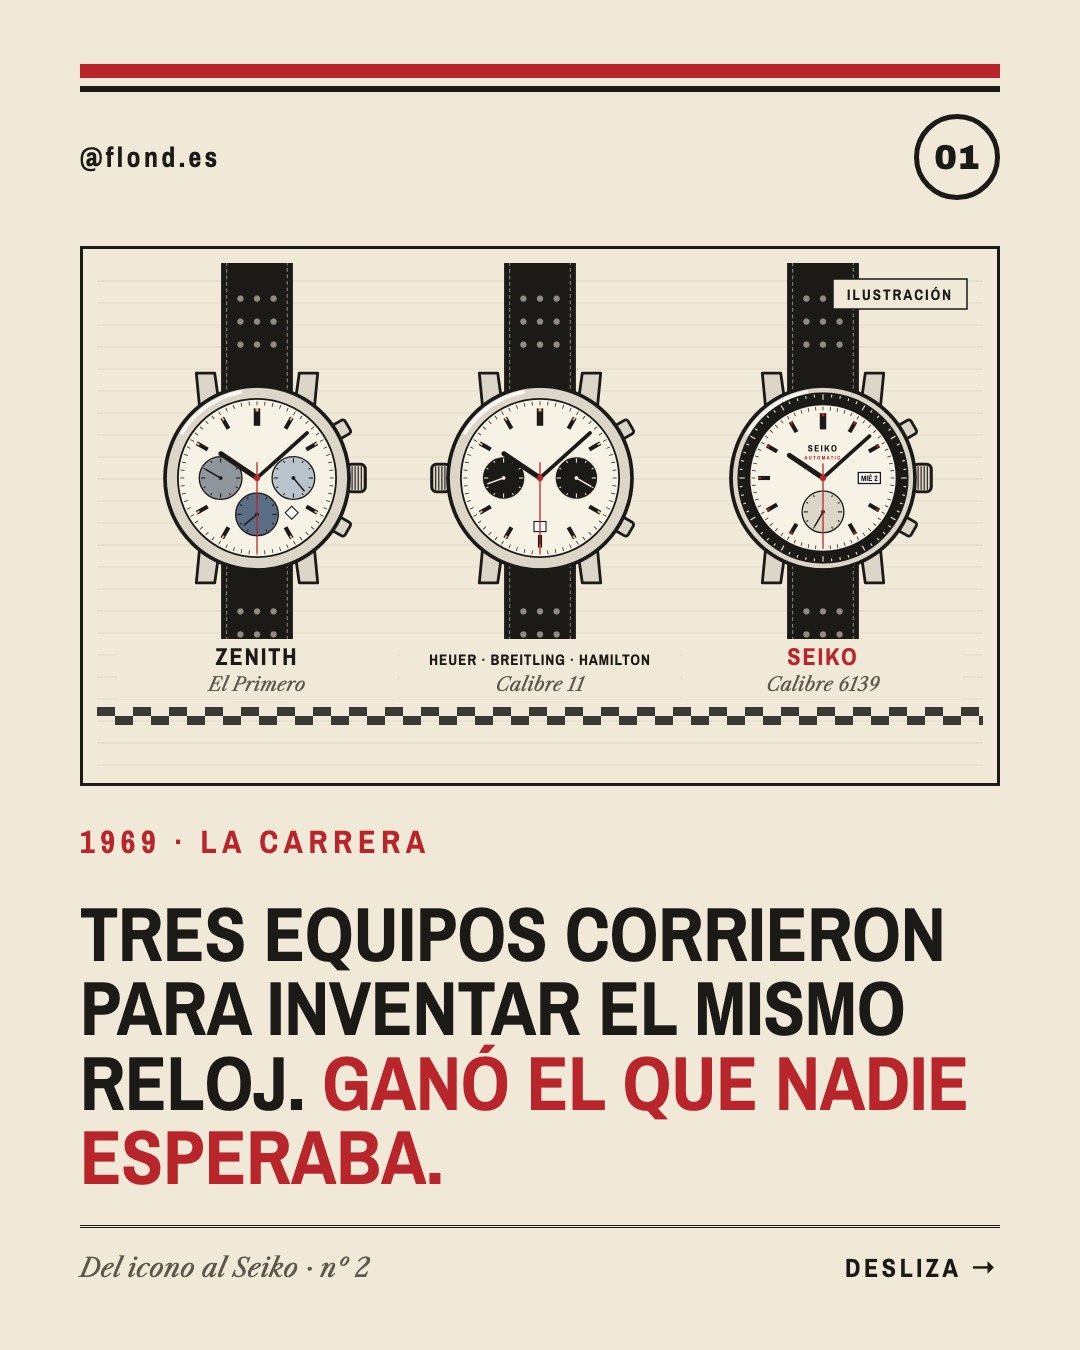 @flond.es
01
ILUSTRACIÓN
SEIKO
AUTOMATIC
MIÉ 2
ZENITH
El Primero
HEUER · BREITLING · HAMILTON
Calibre 11
SEIKO
Calibre 6139
1969 · LA CARRERA
TRES EQUIPOS CORRIERON
PARA INVENTAR EL MISMO
RELOJ. GANÓ EL QUE NADIE
ESPERABA.
Del icono al Seiko · nº 2
DESLIZA →